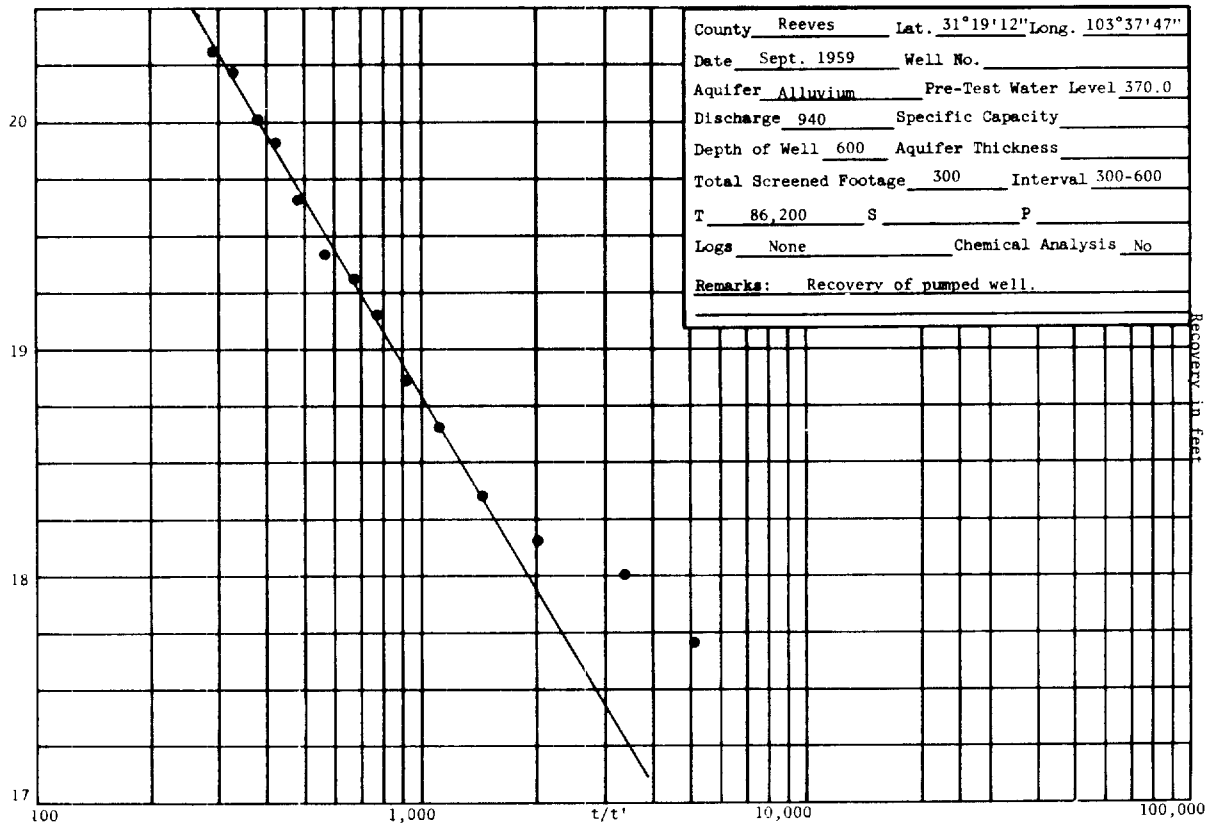 County Reeves Lat. 31°19'12" Long. 103°37'47"
Date Sept. 1959 Well No.
Aquifer Alluvium Pre-Test Water Level 370.0
Discharge 940 Specific Capacity
Depth of Well 600 Aquifer Thickness
Total Screened Footage 300 Interval 300-600
T 86,200 S P
Logs None Chemical Analysis No
Remarks: Recovery of pumped well.
20
19
18
17
Recovery in feet
100 1,000 t/t' 10,000 100,000